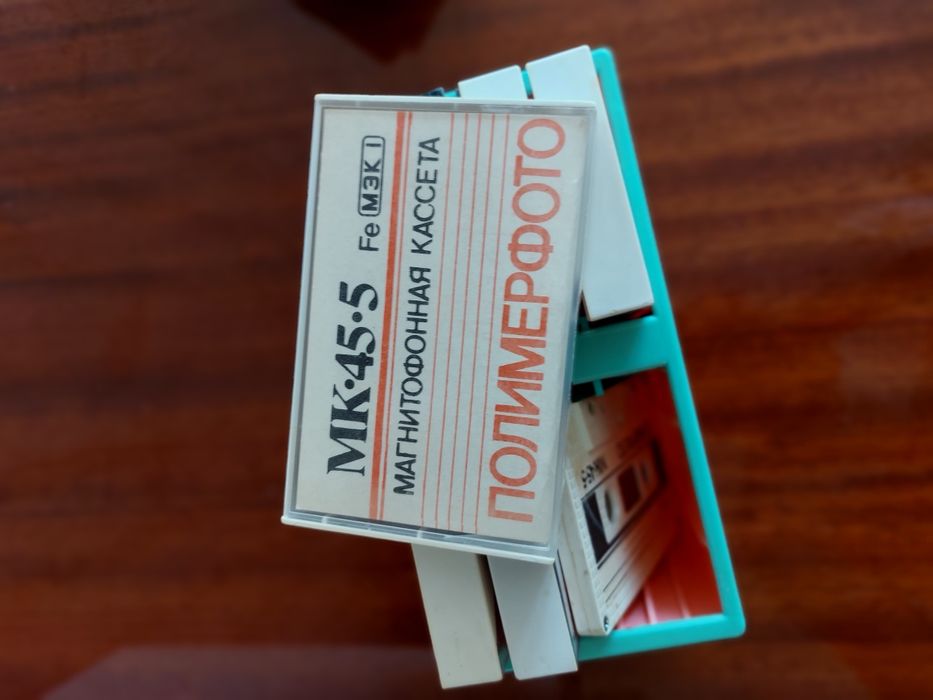 МК•45•5 Fe МЭК I
МАГНИТОФОННАЯ КАССЕТА
ПОЛИМЕРФОТО